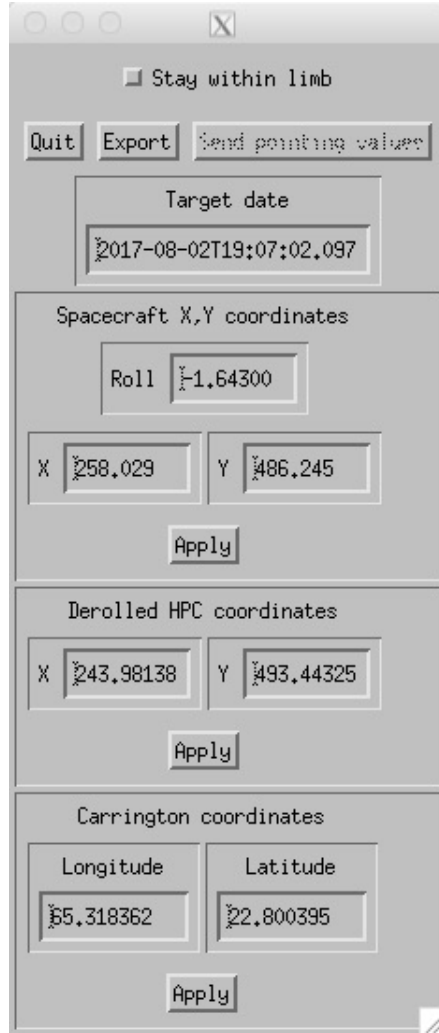 X
Stay within limb
Quit Export Send pointing values
Target date
2017-08-02T19:07:02.097
Spacecraft X,Y coordinates
Roll -1.64300
X 258.029 Y 486.245
Apply
Derolled HPC coordinates
X 243.98138 Y 493.44325
Apply
Carrington coordinates
Longitude Latitude
65.318362 22.800395
Apply